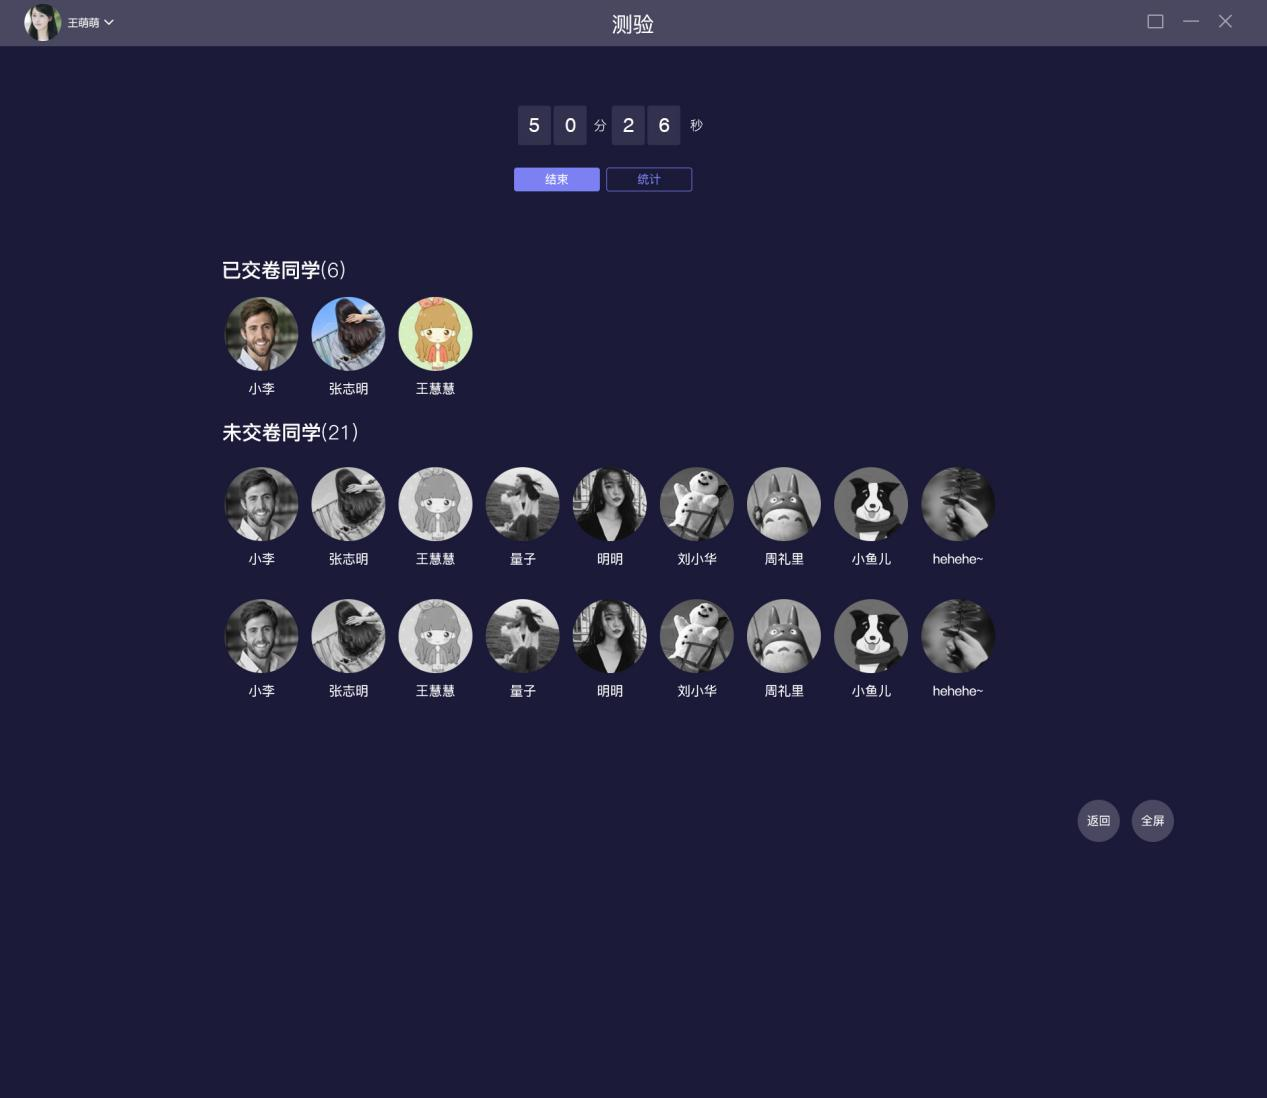 王萌萌
测验
5 0 分 2 6 秒
结束 统计
已交卷同学(6)
小李 张志明 王慧慧
未交卷同学(21)
小李 张志明 王慧慧 量子 明明 刘小华 周礼里 小鱼儿 hehehe~
小李 张志明 王慧慧 量子 明明 刘小华 周礼里 小鱼儿 hehehe~
返回 全屏